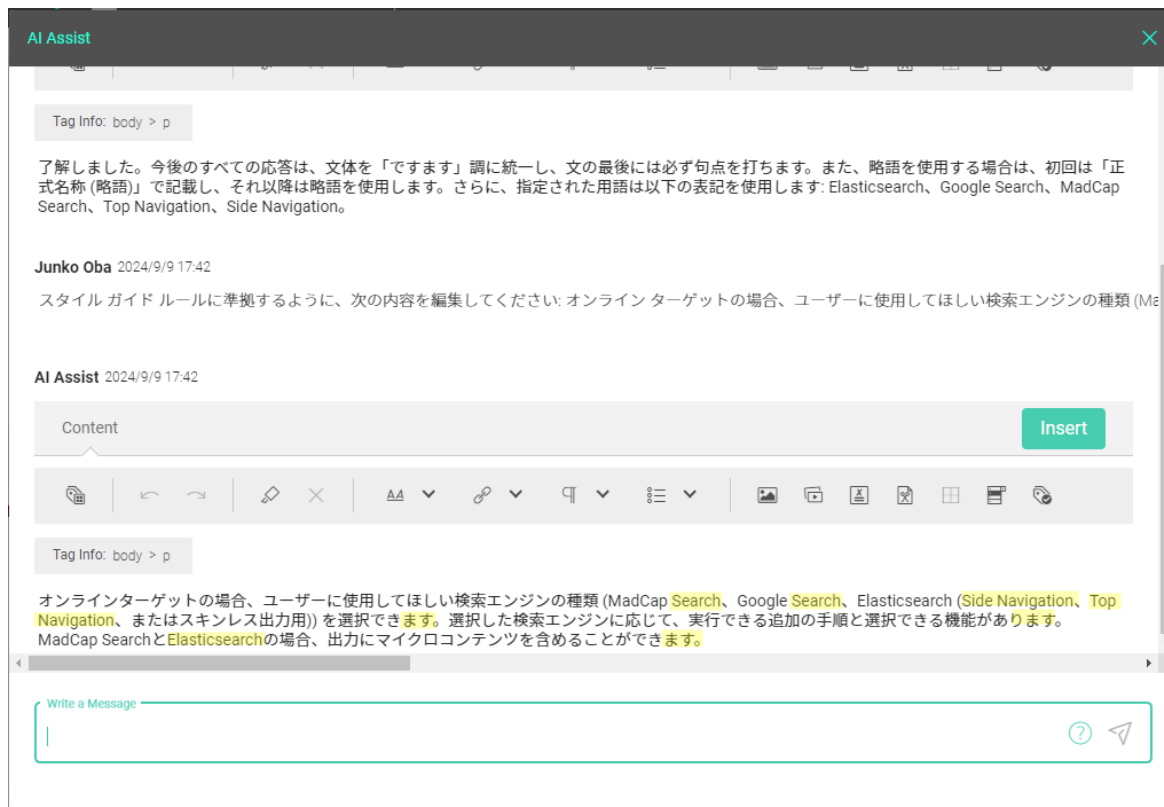 AI Assist
Tag Info: body > p
了解しました。今後のすべての応答は、文体を「ですます」調に統一し、文の最後には必ず句点を打ちます。また、略語を使用する場合は、初回は「正
式名称 (略語)」で記載し、それ以降は略語を使用します。さらに、指定された用語は以下の表記を使用します: Elasticsearch、Google Search、MadCap
Search、Top Navigation、Side Navigation。
Junko Oba 2024/9/9 17:42
スタイル ガイド ルールに準拠するように、次の内容を編集してください: オンライン ターゲットの場合、ユーザーに使用してほしい検索エンジンの種類 (Ma
AI Assist 2024/9/9 17:42
Content
Insert
Tag Info: body > p
オンラインターゲットの場合、ユーザーに使用してほしい検索エンジンの種類 (MadCap Search、Google Search、Elasticsearch (Side Navigation、Top
Navigation、またはスキンレス出力用)) を選択できます。選択した検索エンジンに応じて、実行できる追加の手順と選択できる機能があります。
MadCap SearchとElasticsearchの場合、出力にマイクロコンテンツを含めることができます。
Write a Message